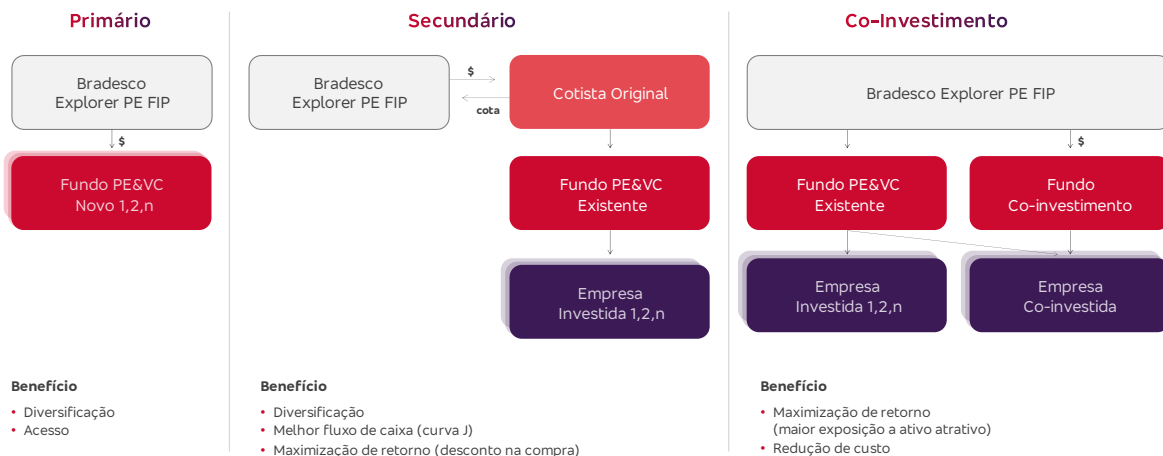 Primário
Bradesco
Explorer PE FIP
$
Fundo PE&VC
Novo 1,2,n
Benefício
• Diversificação
• Acesso
Secundário
Bradesco
Explorer PE FIP
$
cota
Cotista Original
Fundo PE&VC
Existente
Empresa
Investida 1,2,n
Benefício
• Diversificação
• Melhor fluxo de caixa (curva J)
• Maximização de retorno (desconto na compra)
Co-Investimento
Bradesco Explorer PE FIP
$
Fundo PE&VC
Existente
Fundo
Co-investimento
Empresa
Investida 1,2,n
Empresa
Co-investida
Benefício
• Maximização de retorno
(maior exposição a ativo atrativo)
• Redução de custo